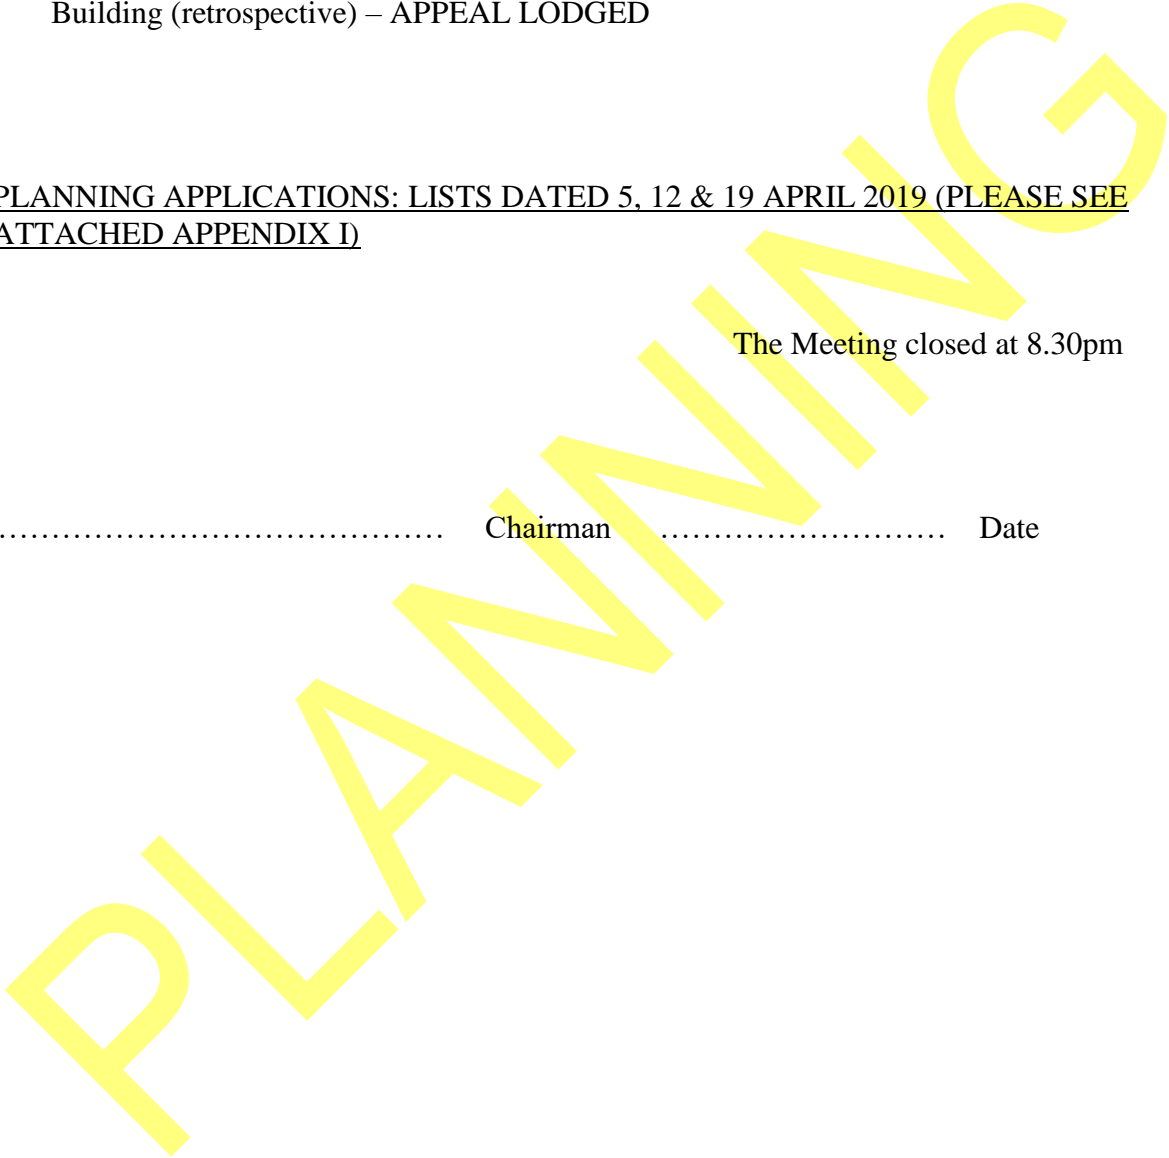 Building (retrospective) – APPEAL LODGED
PLANNING APPLICATIONS: LISTS DATED 5, 12 & 19 APRIL 2019 (PLEASE SEE
ATTACHED APPENDIX I)
The Meeting closed at 8.30pm
…………………………………… Chairman ……………………… Date
PLANNING